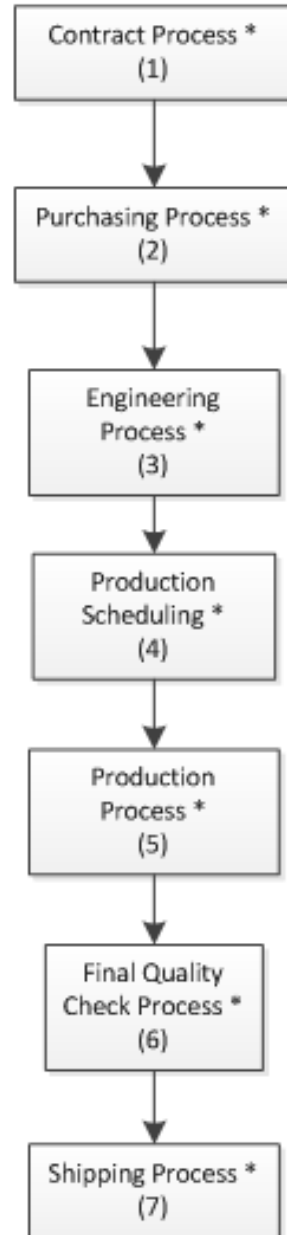 Contract Process *
(1)
Purchasing Process *
(2)
Engineering
Process *
(3)
Production
Scheduling *
(4)
Production
Process *
(5)
Final Quality
Check Process *
(6)
Shipping Process *
(7)